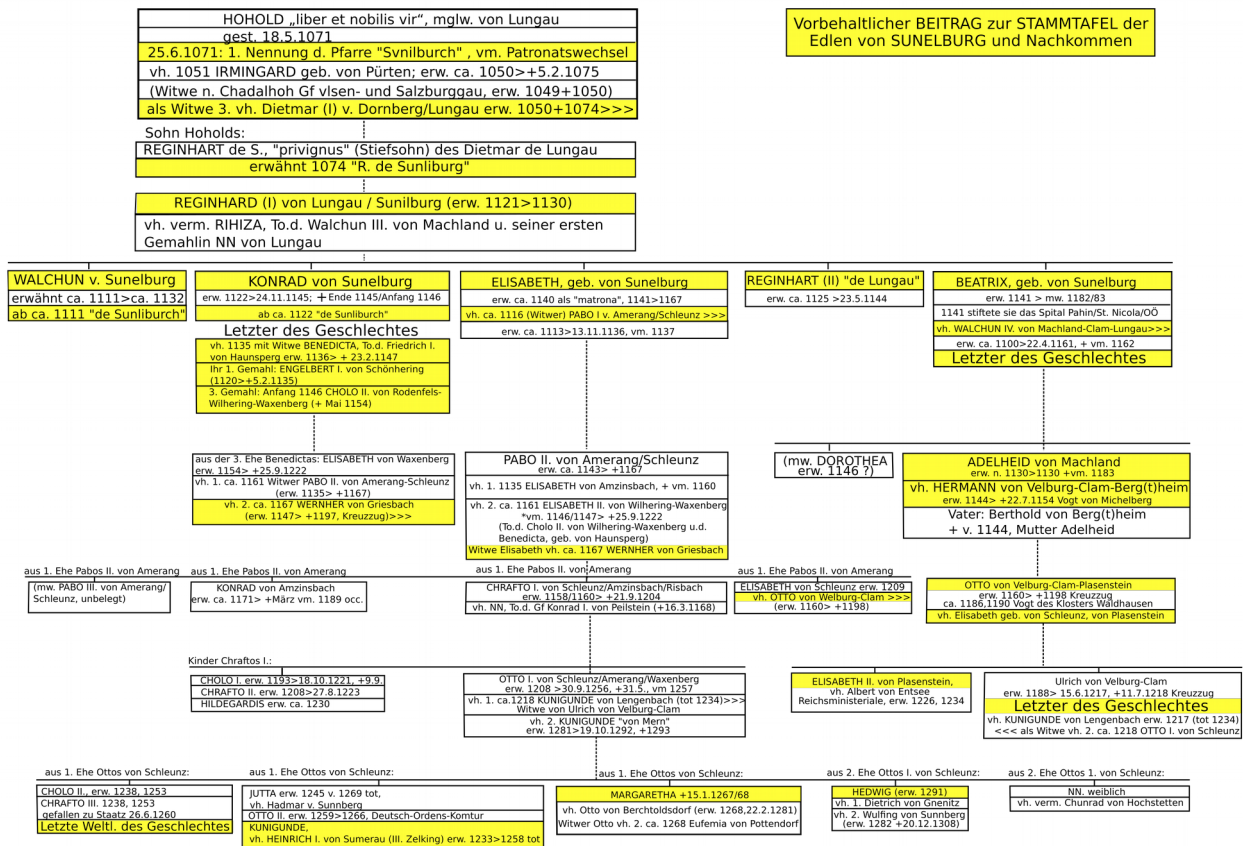 HOHOLD „liber et nobilis vir“, mglw. von Lungau
gest. 18.5.1071
25.6.1071: 1. Nennung d. Pfarre "Svnilburch" , vm. Patronatswechsel
vh. 1051 IRMINGARD geb. von Pürten; erw. ca. 1050>+5.2.1075
(Witwe n. Chadalhoh Gf vIsen- und Salzburggau, erw. 1049+1050)
als Witwe 3. vh. Dietmar (I) v. Dornberg/Lungau erw. 1050+1074>>>
Vorbehaltlicher BEITRAG zur STAMMTAFEL der
Edlen von SUNELBURG und Nachkommen
Sohn Hoholds:
REGINHART de S., "privignus" (Stiefsohn) des Dietmar de Lungau
erwähnt 1074 "R. de Sunliburg"
REGINHARD (I) von Lungau / Sunilburg (erw. 1121>1130)
vh. verm. RIHIZA, To.d. Walchun III. von Machland u. seiner ersten
Gemahlin NN von Lungau
WALCHUN v. Sunelburg
erwähnt ca. 1111>ca. 1132
ab ca. 1111 "de Sunliburch"
KONRAD von Sunelburg
erw. 1122>24.11.1145; + Ende 1145/Anfang 1146
ab ca. 1122 "de Sunliburch"
Letzter des Geschlechtes
vh. 1135 mit Witwe BENEDICTA, To.d. Friedrich I.
von Haunsperg erw. 1136> + 23.2.1147
Ihr 1. Gemahl: ENGELBERT I. von Schönhering
(1120>+5.2.1135)
3. Gemahl: Anfang 1146 CHOLO II. von Rodenfels-
Wilhering-Waxenberg (+ Mai 1154)
ELISABETH, geb. von Sunelburg
erw. ca. 1140 als "matrona", 1141>1167
vh. ca. 1116 (Witwer) PABO I v. Amerang/Schleunz >>>
erw. ca. 1113>13.11.1136, vm. 1137
REGINHART (II) "de Lungau"
erw. ca. 1125 >23.5.1144
BEATRIX, geb. von Sunelburg
erw. 1141 > mw. 1182/83
1141 stiftete sie das Spital Pahin/St. Nicola/OÖ
vh. WALCHUN IV. von Machland-Clam-Lungau>>>
erw. ca. 1100>22.4.1161, + vm. 1162
Letzter des Geschlechtes
aus der 3. Ehe Benedictas: ELISABETH von Waxenberg
erw. 1154> +25.9.1222
vh. 1. ca. 1161 Witwer PABO II. von Amerang-Schleunz
(erw. 1135> +1167)
vh. 2. ca. 1167 WERNHER von Griesbach
(erw. 1147> +1197, Kreuzzug)>>>
PABO II. von Amerang/Schleunz
erw. ca. 1143> +1167
vh. 1. 1135 ELISABETH von Amzinsbach, + vm. 1160
vh. 2. ca. 1161 ELISABETH II. von Wilhering-Waxenberg
*vm. 1146/1147> +25.9.1222
(To.d. Cholo II. von Wilhering-Waxenberg u.d.
Benedicta, geb. von Haunsperg)
Witwe Elisabeth vh. ca. 1167 WERNHER von Griesbach
(mw. DOROTHEA
erw. 1146 ?)
ADELHEID von Machland
erw. n. 1130>1130 +vm. 1183
vh. HERMANN von Velburg-Clam-Berg(t)heim
erw. 1144> +22.7.1154 Vogt von Michelberg
Vater: Berthold von Berg(t)heim
+ v. 1144, Mutter Adelheid
aus 1. Ehe Pabos II. von Amerang
(mw. PABO III. von Amerang/
Schleunz, unbelegt)
aus 1. Ehe Pabos II. von Amerang
KONRAD von Amzinsbach
erw. ca. 1171> +März vm. 1189 occ.
aus 1. Ehe Pabos II. von Amerang
CHRAFTO I. von Schleunz/Amzinsbach/Risbach
erw. 1158/1160> +21.9.1204
vh. NN, To.d. Gf Konrad I. von Peilstein (+16.3.1168)
aus 1. Ehe Pabos II. von Amerang
ELISABETH von Schleunz erw. 1209
vh. OTTO von Welburg-Clam >>>
(erw. 1160> +1198)
OTTO von Velburg-Clam-Plasenstein
erw. 1160> +1198 Kreuzzug
ca. 1186,1190 Vogt des Klosters Waldhausen
vh. Elisabeth geb. von Schleunz, von Plasenstein
Kinder Chraftos I.:
CHOLO I. erw. 1193>18.10.1221, +9.9.
CHRAFTO II. erw. 1208>27.8.1223
HILDEGARDIS erw. ca. 1230
OTTO I. von Schleunz/Amerang/Waxenberg
erw. 1208 >30.9.1256, +31.5., vm 1257
vh. 1. ca.1218 KUNIGUNDE von Lengenbach (tot 1234)>>>
Witwe von Ulrich von Velburg-Clam
vh. 2. KUNIGUNDE "von Mern"
erw. 1281>19.10.1292, +1293
ELISABETH II. von Plasenstein,
vh. Albert von Entsee
Reichsministeriale, erw. 1226, 1234
Ulrich von Velburg-Clam
erw. 1188> 15.6.1217, +11.7.1218 Kreuzzug
Letzter des Geschlechtes
vh. KUNIGUNDE von Lengenbach erw. 1217 (tot 1234)
<<< als Witwe vh. 2. ca. 1218 OTTO I. von Schleunz
aus 1. Ehe Ottos von Schleunz:
CHOLO II., erw. 1238, 1253
CHRAFTO III. 1238, 1253
gefallen zu Staatz 26.6.1260
Letzte Weltl. des Geschlechtes
aus 1. Ehe Ottos von Schleunz:
JUTTA erw. 1245 v. 1269 tot,
vh. Hadmar v. Sunnberg
OTTO II. erw. 1259>1266, Deutsch-Ordens-Komtur
KUNIGUNDE,
vh. HEINRICH I. von Sumerau (III. Zelking) erw. 1233>1258 tot
aus 1. Ehe Ottos von Schleunz:
MARGARETHA +15.1.1267/68
vh. Otto von Berchtoldsdorf (erw. 1268,22.2.1281)
Witwer Otto vh. 2. ca. 1268 Eufemia von Pottendorf
aus 2. Ehe Ottos I. von Schleunz:
HEDWIG (erw. 1291)
vh. 1. Dietrich von Gnenitz
vh. 2. Wulfing von Sunnberg
(erw. 1282 +20.12.1308)
aus 2. Ehe Ottos 1. von Schleunz:
NN. weiblich
vh. verm. Chunrad von Hochstetten